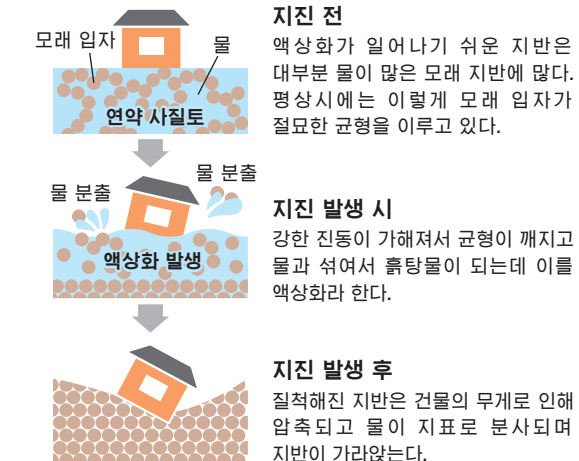 모래 입자
물
연약 사질토
지진 전
액상화가 일어나기 쉬운 지반은
대부분 물이 많은 모래 지반에 많다.
평상시에는 이렇게 모래 입자가
절묘한 균형을 이루고 있다.
물 분출
물 분출
액상화 발생
지진 발생 시
강한 진동이 가해져서 균형이 깨지고
물과 섞여서 흙탕물이 되는데 이를
액상화라 한다.
지진 발생 후
질척해진 지반은 건물의 무게로 인해
압축되고 물이 지표로 분사되며
지반이 가라앉는다.